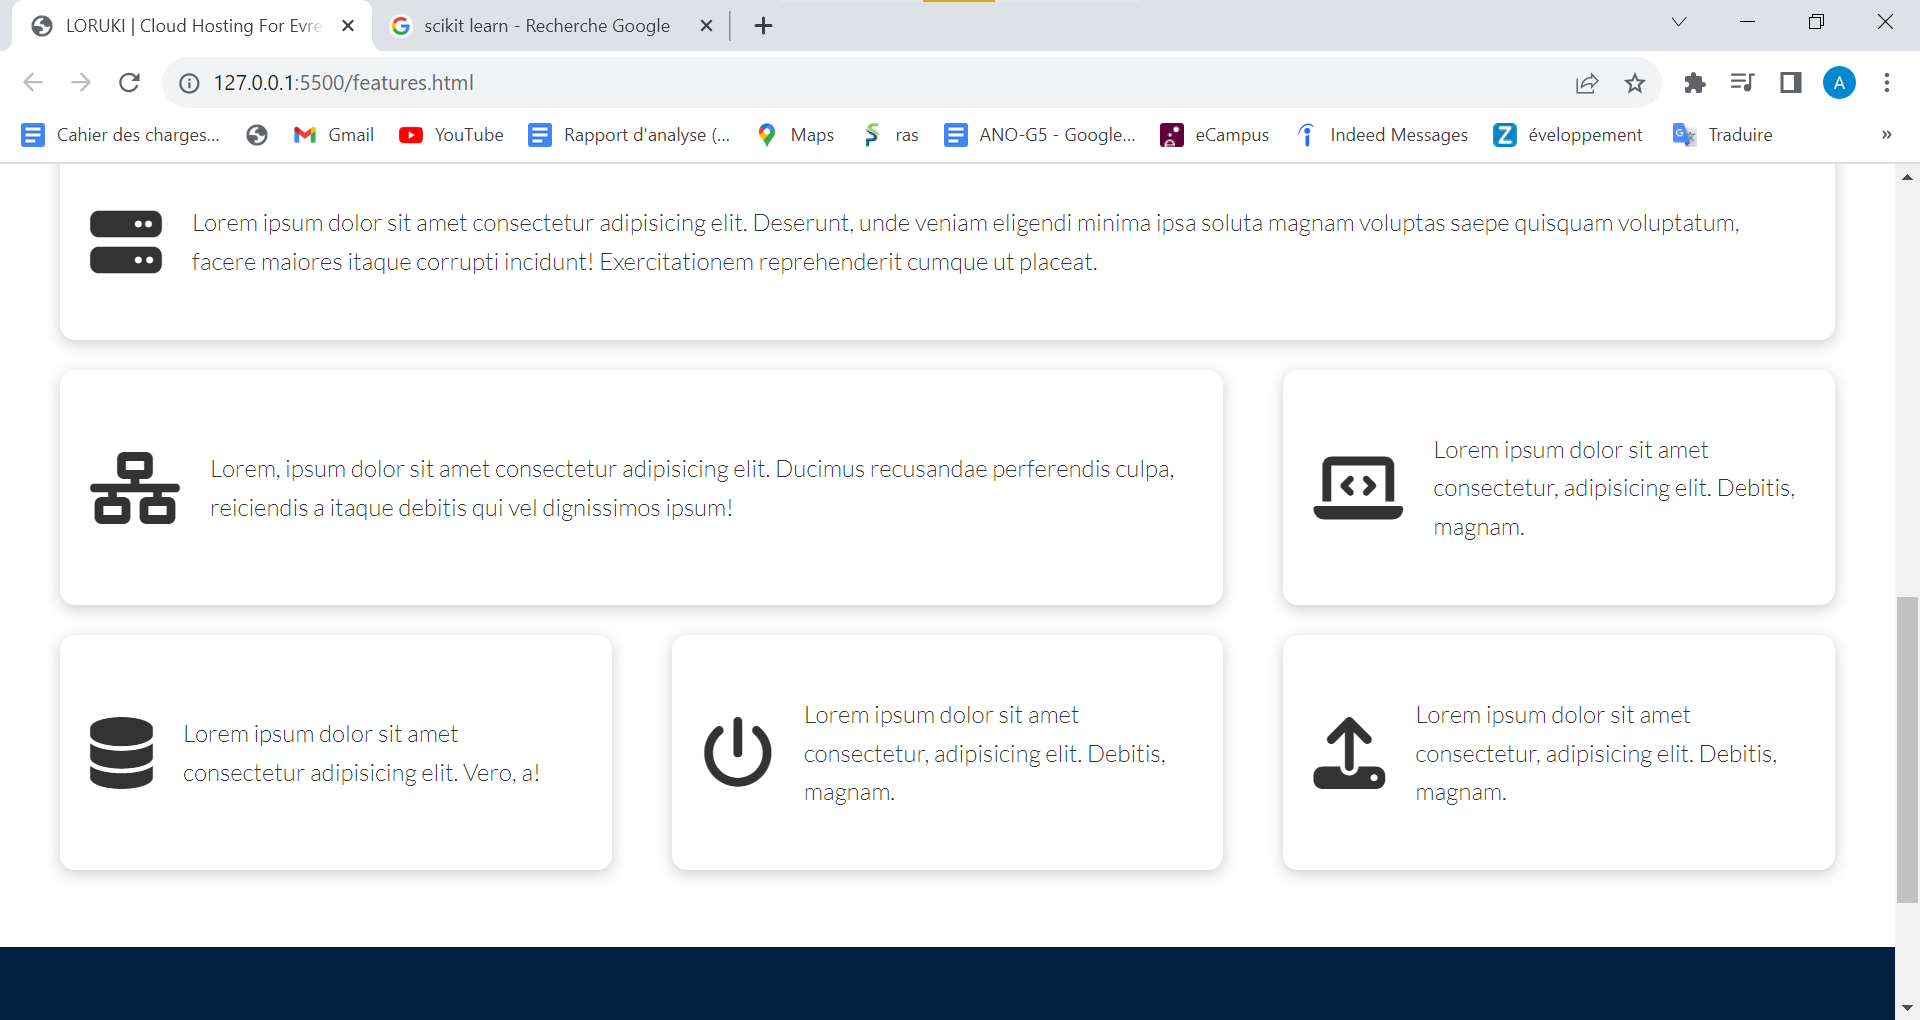 LORUKI | Cloud Hosting For Evre
scikit learn - Recherche Google
127.0.0.1:5500/features.html
A
Cahier des charges...
Gmail
YouTube
Rapport d'analyse (...
Maps
ras
ANO-G5 - Google...
eCampus
Indeed Messages
éveloppement
Traduire
»
Lorem ipsum dolor sit amet consectetur adipisicing elit. Deserunt, unde veniam eligendi minima ipsa soluta magnam voluptas saepe quisquam voluptatum,
facere maiores itaque corrupti incidunt! Exercitationem reprehenderit cumque ut placeat.
Lorem, ipsum dolor sit amet consectetur adipisicing elit. Ducimus recusandae perferendis culpa,
reiciendis a itaque debitis qui vel dignissimos ipsum!
Lorem ipsum dolor sit amet
consectetur, adipisicing elit. Debitis,
magnam.
Lorem ipsum dolor sit amet
consectetur adipisicing elit. Vero, a!
Lorem ipsum dolor sit amet
consectetur, adipisicing elit. Debitis,
magnam.
Lorem ipsum dolor sit amet
consectetur, adipisicing elit. Debitis,
magnam.